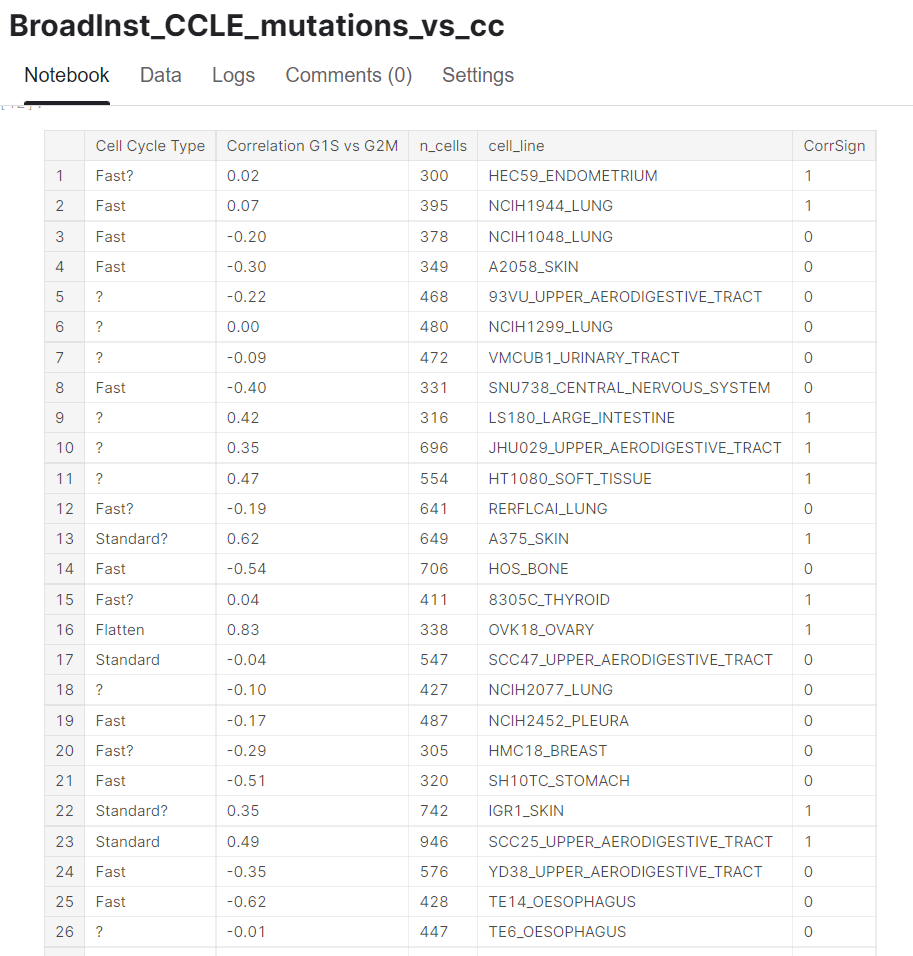 BroadInst_CCLE_mutations_vs_cc
Notebook Data Logs Comments (0) Settings
Cell Cycle Type Correlation G1S vs G2M n_cells cell_line CorrSign
1 Fast? 0.02 300 HEC59_ENDOMETRIUM 1
2 Fast 0.07 395 NCIH1944_LUNG 1
3 Fast -0.20 378 NCIH1048_LUNG 0
4 Fast -0.30 349 A2058_SKIN 0
5 ? -0.22 468 93VU_UPPER_AERODIGESTIVE_TRACT 0
6 ? 0.00 480 NCIH1299_LUNG 0
7 ? -0.09 472 VMCUB1_URINARY_TRACT 0
8 Fast -0.40 331 SNU738_CENTRAL_NERVOUS_SYSTEM 0
9 ? 0.42 316 LS180_LARGE_INTESTINE 1
10 ? 0.35 696 JHU029_UPPER_AERODIGESTIVE_TRACT 1
11 ? 0.47 554 HT1080_SOFT_TISSUE 1
12 Fast? -0.19 641 RERFLCAI_LUNG 0
13 Standard? 0.62 649 A375_SKIN 1
14 Fast -0.54 706 HOS_BONE 0
15 Fast? 0.04 411 8305C_THYROID 1
16 Flatten 0.83 338 OVK18_OVARY 1
17 Standard -0.04 547 SCC47_UPPER_AERODIGESTIVE_TRACT 0
18 ? -0.10 427 NCIH2077_LUNG 0
19 Fast -0.17 487 NCIH2452_PLEURA 0
20 Fast? -0.29 305 HMC18_BREAST 0
21 Fast -0.51 320 SH10TC_STOMACH 0
22 Standard? 0.35 742 IGR1_SKIN 1
23 Standard 0.49 946 SCC25_UPPER_AERODIGESTIVE_TRACT 1
24 Fast -0.35 576 YD38_UPPER_AERODIGESTIVE_TRACT 0
25 Fast -0.62 428 TE14_OESOPHAGUS 0
26 ? -0.01 447 TE6_OESOPHAGUS 0